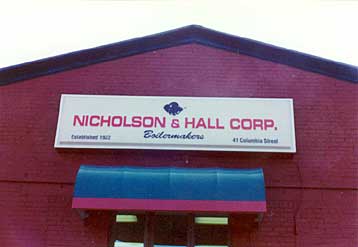 NICHOLSON & HALL CORP.
Boilermakers
Established 1922 41 Columbia Street